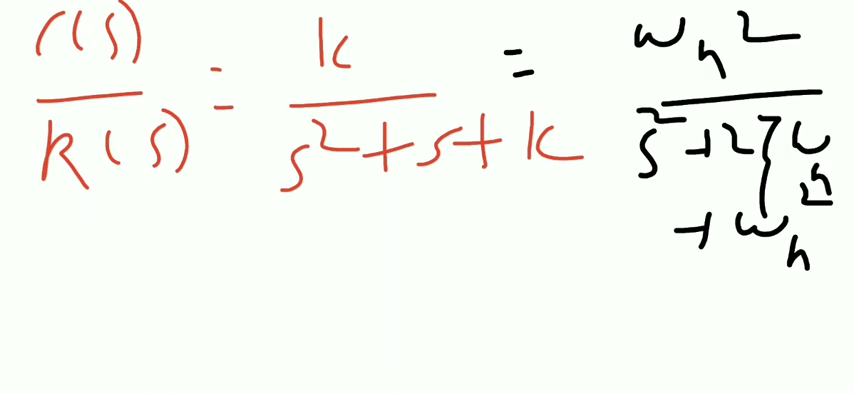 C(S) / R(S) = k / s²+s+k = ωn² / s²+2ζωn+ωn²